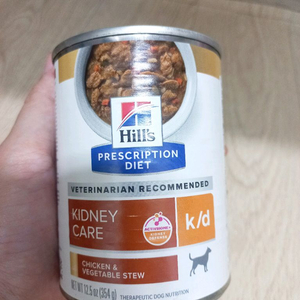 Hill's
PRESCRIPTION
DIET
VETERINARIAN RECOMMENDED
KIDNEY
CARE
k/d
CHICKEN &
VEGETABLE STEW
NET WT 12.5 OZ (354 g)
THERAPEUTIC DOG NUTRITION